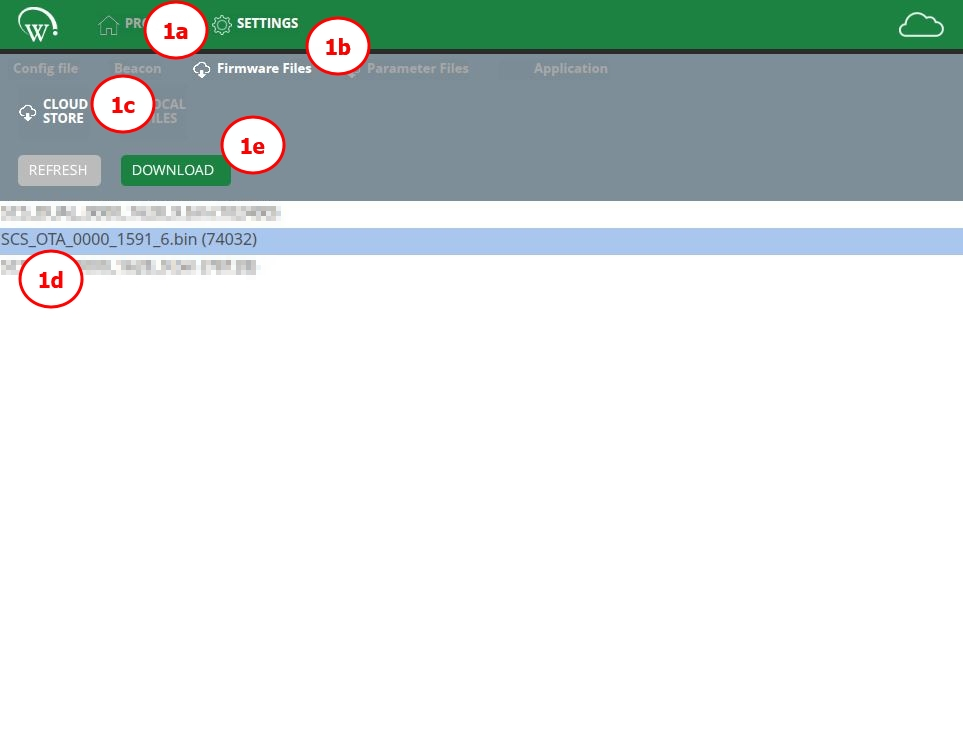 W!
1a
SETTINGS
1b
Config file
Beacon
Firmware Files
Parameter Files
Application
CLOUD STORE
1c
1e
REFRESH
DOWNLOAD
SCS_OTA_0000_1591_6.bin (74032)
1d